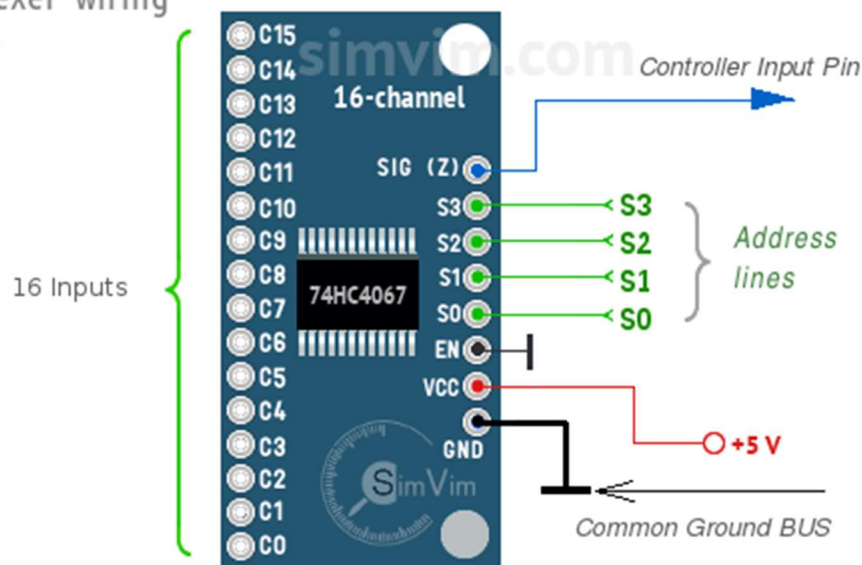 exer wiring
simvim.com
Controller Input Pin
16-channel
C15
C14
C13
C12
C11
C10
C9
C8
C7
C6
C5
C4
C3
C2
C1
C0
16 Inputs
SIG (Z)
S3
S2
S1
S0
EN
VCC
GND
74HC4067
S3
S2
S1
S0
Address
lines
+5 V
SimVim
Common Ground BUS